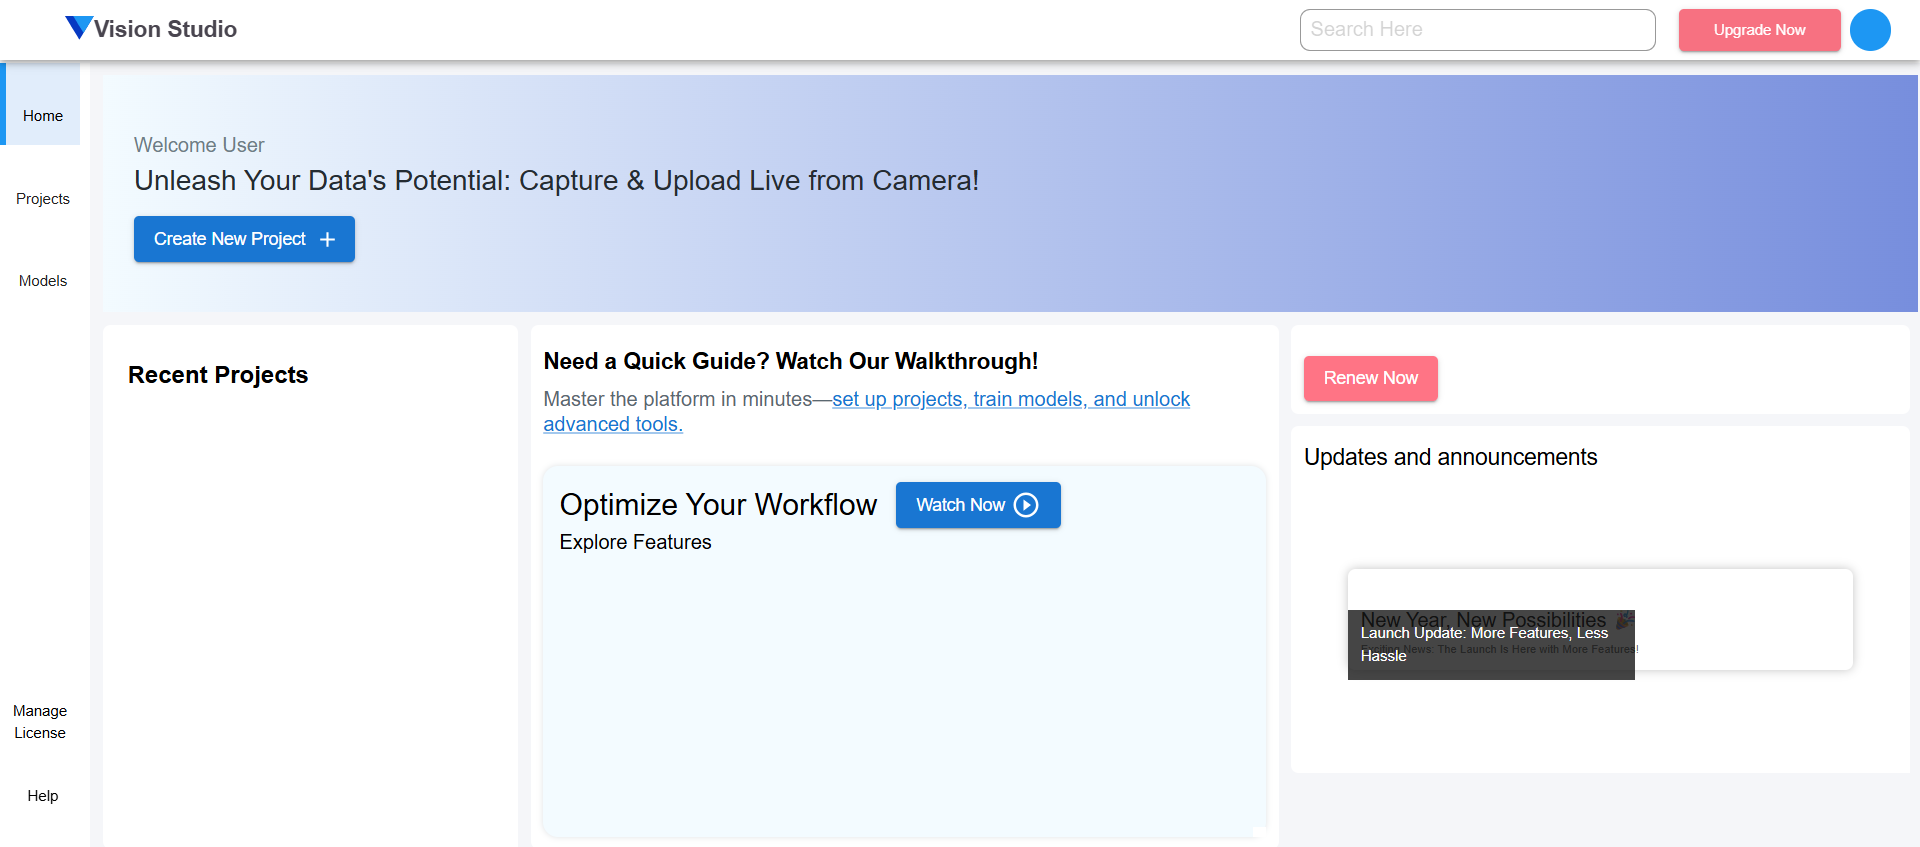 Vision Studio
Search Here
Upgrade Now
Home
Projects
Models
Manage
License
Help
Welcome User
Unleash Your Data's Potential: Capture & Upload Live from Camera!
Create New Project
Recent Projects
Need a Quick Guide? Watch Our Walkthrough!
Master the platform in minutes—set up projects, train models, and unlock
advanced tools.
Optimize Your Workflow
Watch Now
Explore Features
Renew Now
Updates and announcements
New Year, New Possibilities 🎉
Launch Update: More Features, Less
Hassle
Exciting News: The Launch Is Here with More Features!